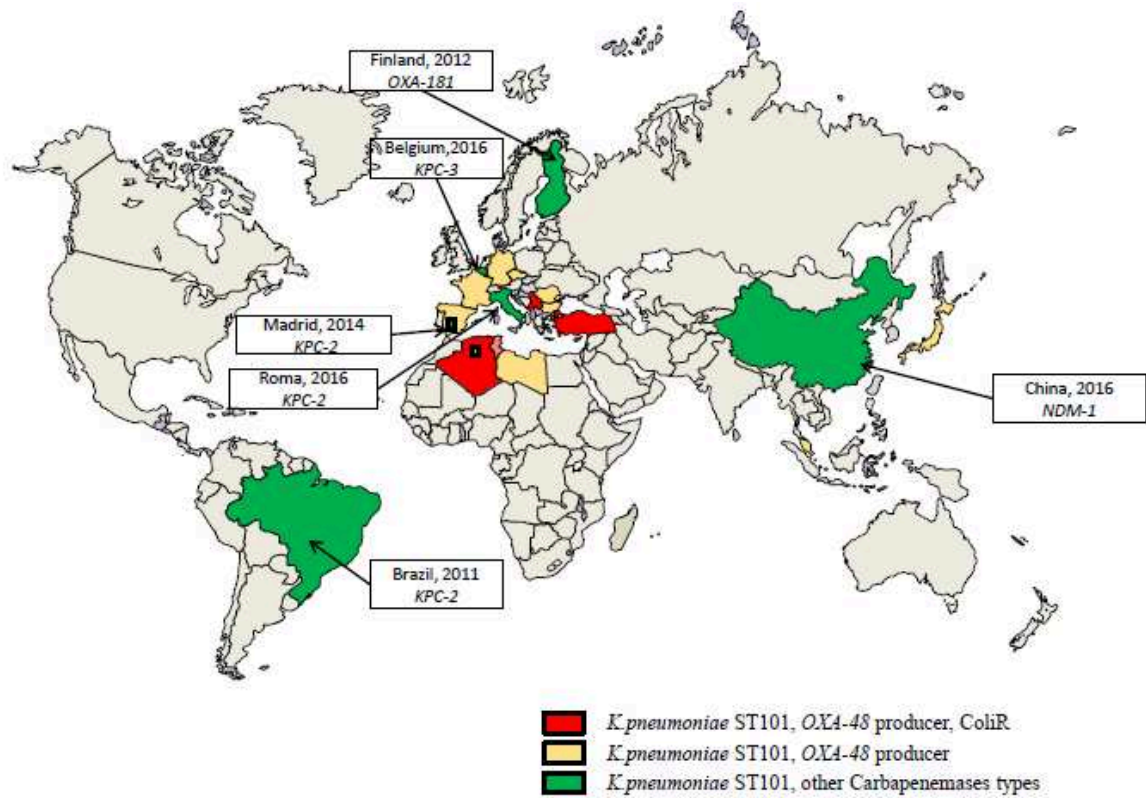 Finland, 2012
OXA-181
Belgium,2016
KPC-3
Madrid, 2014
KPC-2
Roma, 2016
KPC-2
China, 2016
NDM-1
Brazil, 2011
KPC-2
K.pneumoniae ST101, OXA-48 producer, ColiR
K.pneumoniae ST101, OXA-48 producer
K.pneumoniae ST101, other Carbapenemases types